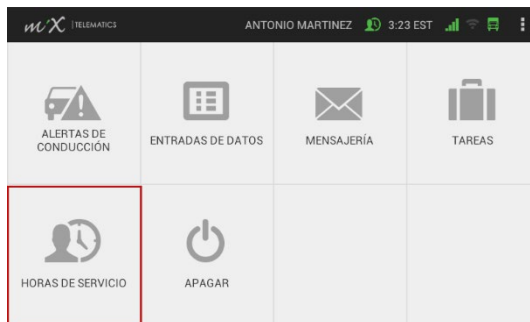 mix TELEMATICS
ANTONIO MARTINEZ 3:23 EST
ALERTAS DE
CONDUCCIÓN
ENTRADAS DE DATOS
MENSAJERÍA
TAREAS
HORAS DE SERVICIO
APAGAR